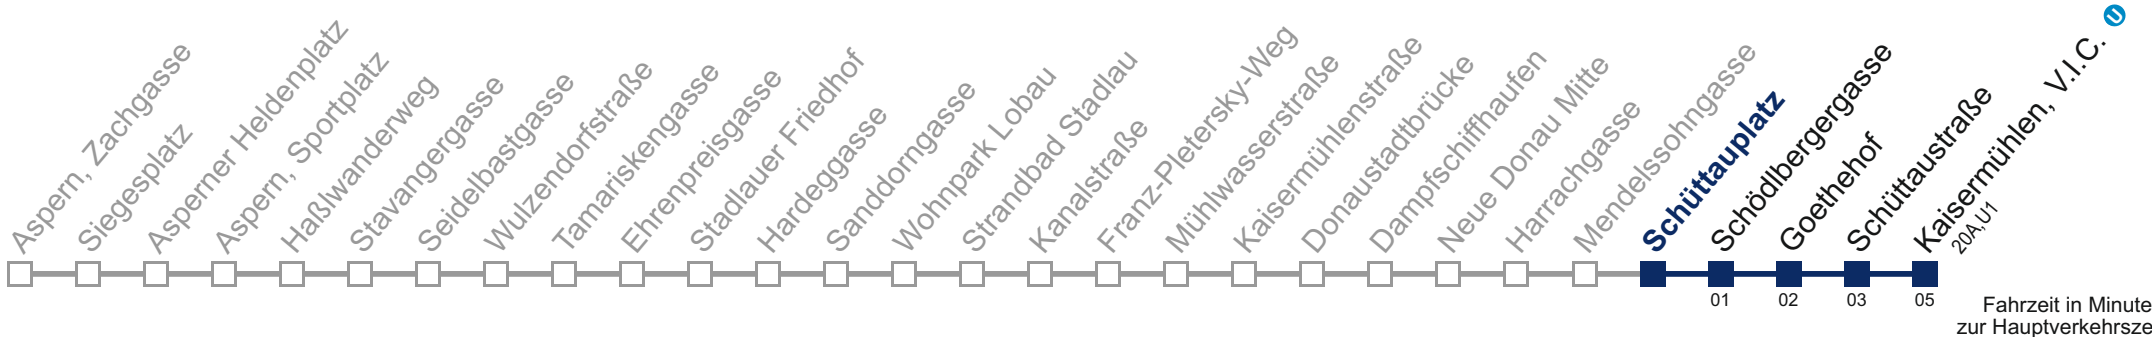 Aspern, Zachgasse
Siegesplatz
Asperner Heldenplatz
Aspern, Sportplatz
Haßlwanderweg
Stavangergasse
Seidelbastgasse
Wulzendorfstraße
Tamariskengasse
Ehrenpreisgasse
Stadlauer Friedhof
Hardeggasse
Sanddorngasse
Wohnpark Lobau
Strandbad Stadlau
Kanalstraße
Franz-Pletersky-Weg
Mühlwasserstraße
Kaisermühlenstraße
Donaustadtbrücke
Dampfschiffhaufen
Neue Donau Mitte
Harrachgasse
Mendelssohngasse
Schüttauplatz
Schödlbergergasse
Goethehof
Schüttaustraße
Kaisermühlen, V.I.C. U
20A,U1
01 02 03 05
Fahrzeit in Minute
zur Hauptverkehrsze